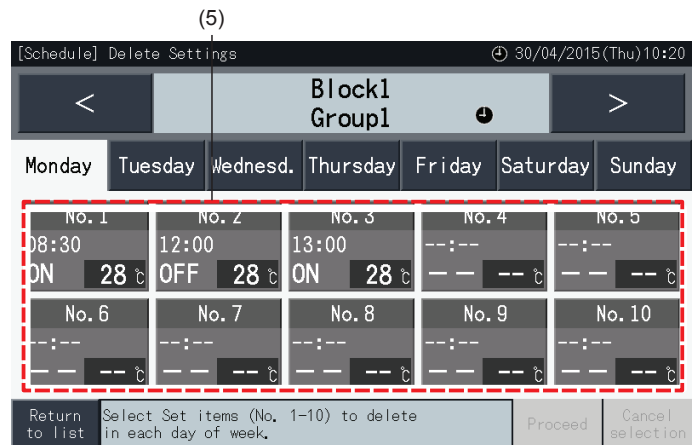 (5)
[Schedule] Delete Settings 30/04/2015(Thu)10:20
< Block1 >
Group1
Monday Tuesday Wednesd. Thursday Friday Saturday Sunday
No.1 No.2 No.3 No.4 No.5
08:30 12:00 13:00 --:-- --:--
ON 28℃ OFF 28℃ ON 28℃ -- --℃ -- --℃
No.6 No.7 No.8 No.9 No.10
--:-- --:-- --:-- --:-- --:--
-- --℃ -- --℃ -- --℃ -- --℃ -- --℃
Return Select Set items (No. 1-10) to delete Proceed Cancel
to list in each day of week. selection